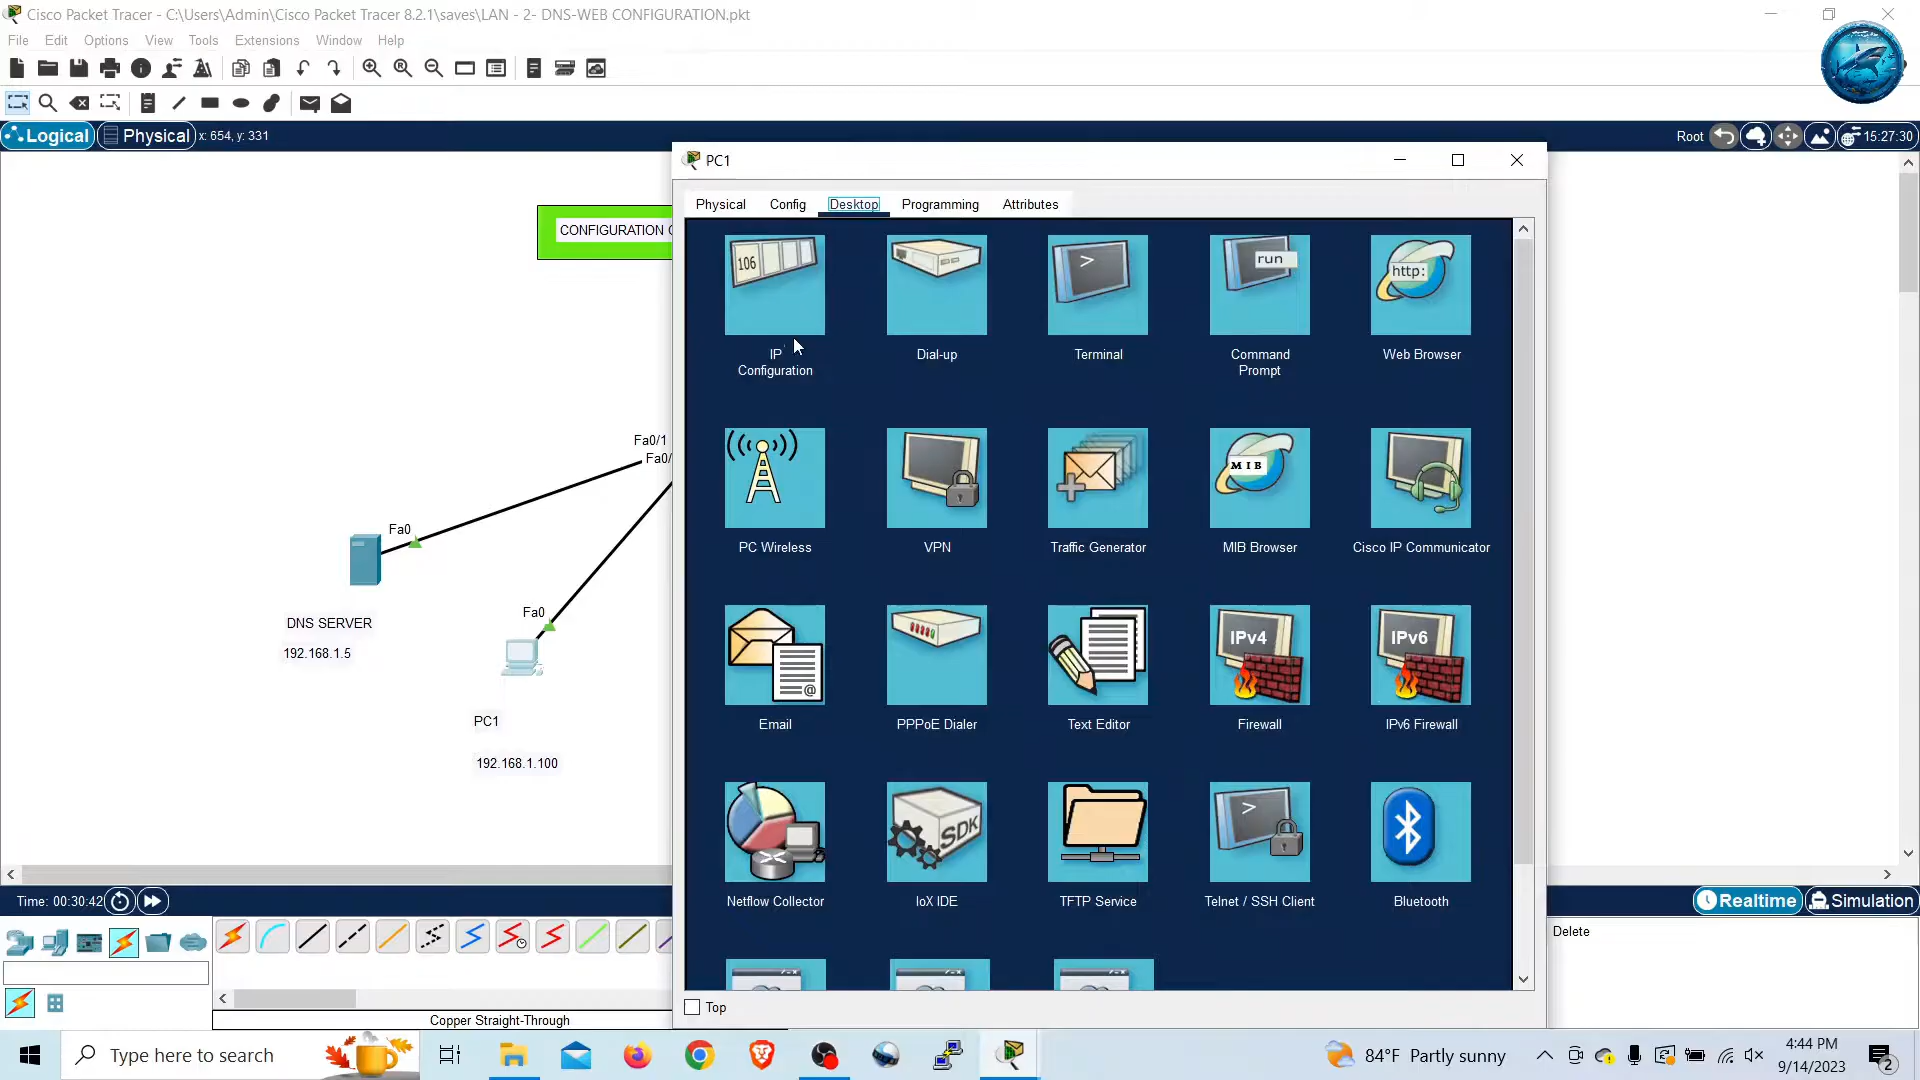 Cisco Packet Tracer - C:\Users\Admin\Cisco Packet Tracer 8.2.1\saves\LAN - 2- DNS-WEB CONFIGURATION.pkt
File Edit Options View Tools Extensions Window Help
Logical Physical x: 654, y: 331
Root 15:27:30
PC1
Physical Config Desktop Programming Attributes
CONFIGURATION
106
>
run
http:
IP
Configuration
Dial-up
Terminal
Command
Prompt
Web Browser
MIB
PC Wireless
VPN
Traffic Generator
MIB Browser
Cisco IP Communicator
@
IPv4
IPv6
Email
PPPoE Dialer
Text Editor
Firewall
IPv6 Firewall
SDK
>
Netflow Collector
IoX IDE
TFTP Service
Telnet / SSH Client
Bluetooth
Top
Fa0/1
Fa0/
Fa0
DNS SERVER
192.168.1.5
Fa0
PC1
192.168.1.100
Time: 00:30:42
Realtime Simulation
Delete
Copper Straight-Through
Type here to search
84°F Partly sunny
4:44 PM
9/14/2023
2